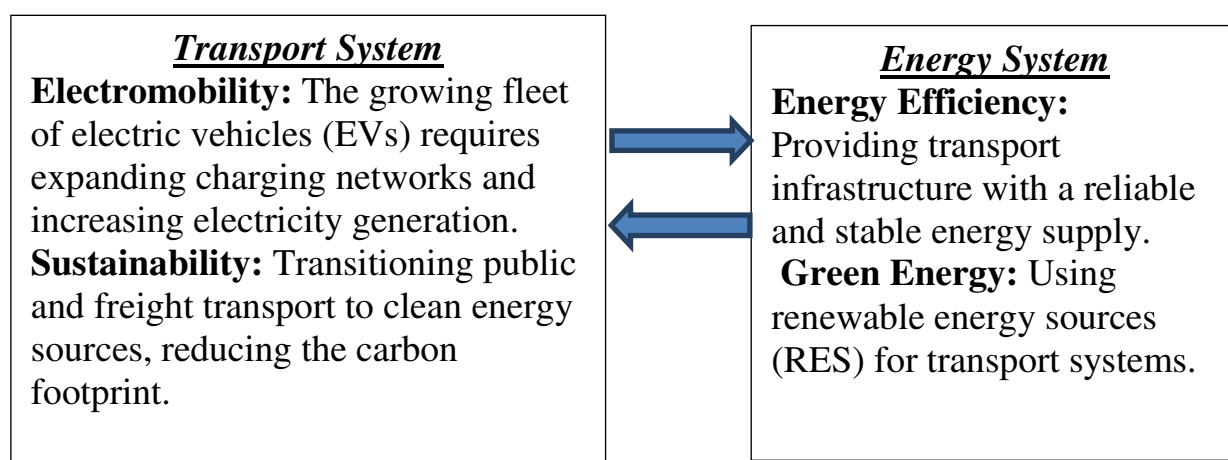 Transport System
Electromobility: The growing fleet
of electric vehicles (EVs) requires
expanding charging networks and
increasing electricity generation.
Sustainability: Transitioning public
and freight transport to clean energy
sources, reducing the carbon
footprint.
Energy System
Energy Efficiency:
Providing transport
infrastructure with a reliable
and stable energy supply.
Green Energy: Using
renewable energy sources
(RES) for transport systems.